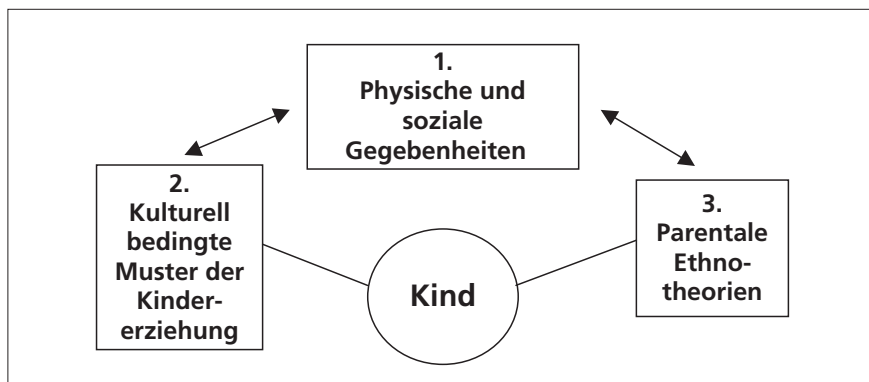 1.
Physische und
soziale
Gegebenheiten
2.
Kulturell
bedingte
Muster der
Kinder-
erziehung
Kind
3.
Parentale
Ethno-
theorien